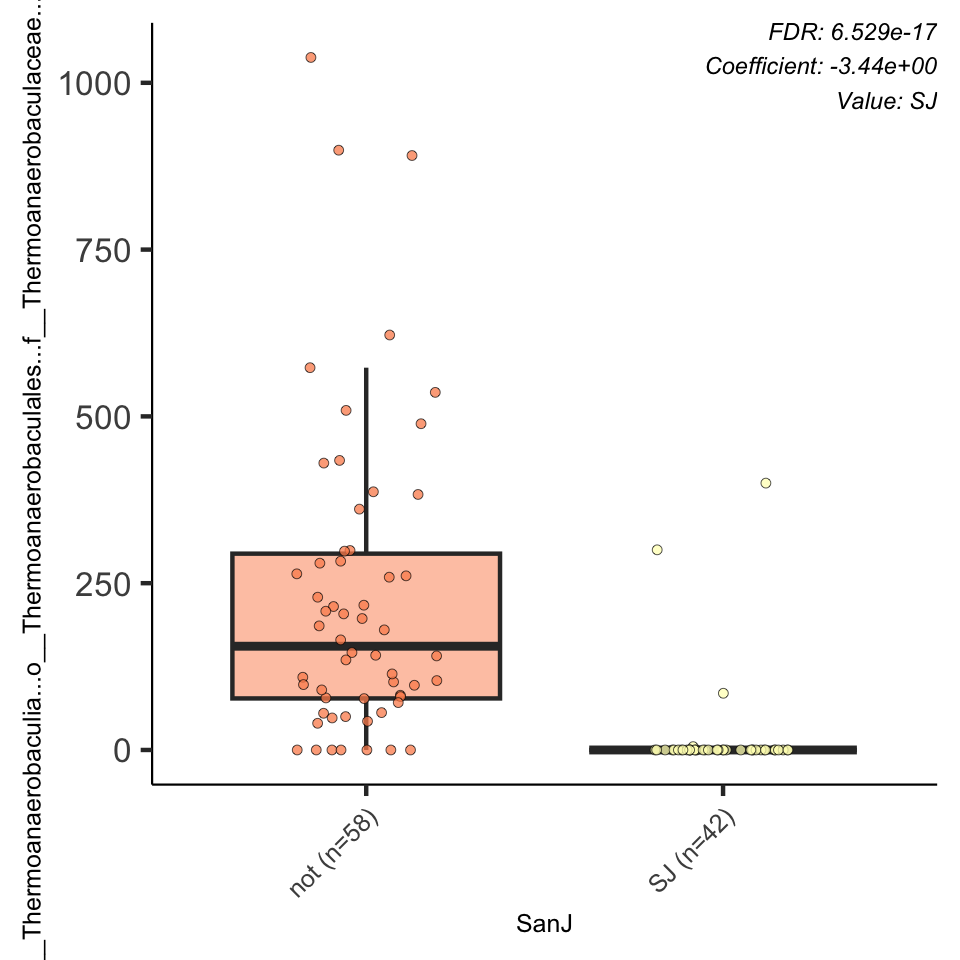 FDR: 6.529e-17
Coefficient: -3.44e+00
Value: SJ
__Thermoanaerobaculia...o__Thermoanaerobaculales...f__Thermoanaerobaculaceae...
1000
750
500
250
0
not (n=58)
SJ (n=42)
SanJ